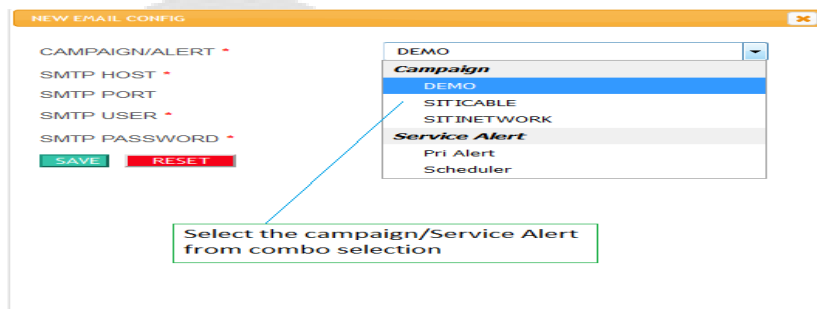 NEW EMAIL CONFIG
CAMPAIGN/ALERT *
DEMO
Campaign
DEMO
SITICABLE
SITINETWORK
Service Alert
Pri Alert
Scheduler
SMTP HOST *
SMTP PORT
SMTP USER *
SMTP PASSWORD *
SAVE
RESET
Select the campaign/Service Alert
from combo selection